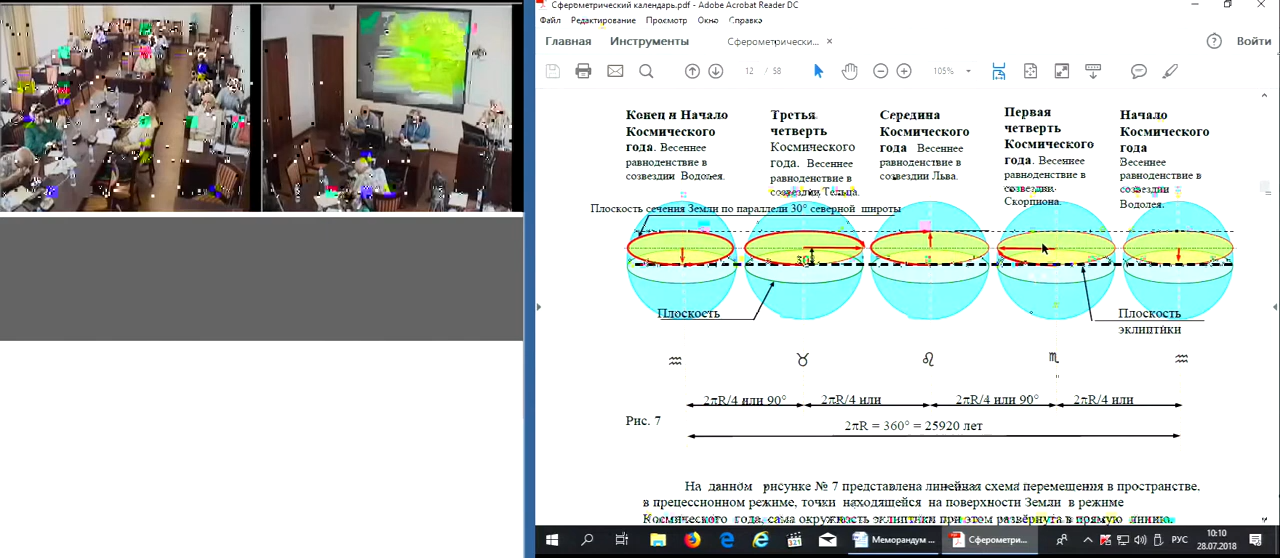 Сферометрический календарь.pdf - Adobe Acrobat Reader DC
Файл Редактирование Просмотр Окно Справка
Главная Инструменты Сферометрически... × Войти
12 / 58 105%
Конец и Начало
Космического
года. Весеннее
равноденствие в
созвездии Водолея.
Третья
четверть
Космического
года. Весеннее
равноденствие в
созвездии Тельца.
Середина
Космического
года Весеннее
равноденствие в
созвездии Льва.
Первая
четверть
Космического
года. Весеннее
равноденствие в
созвездии
Скорпиона.
Начало
Космического
года
Весеннее
равноденствие в
созвездии
Водолея.
Плоскость сечения Земли по параллели 30° северной широты
30°
Плоскость
Плоскость
эклиптики
♒ ♉ ♌ ♏ ♒
2πR/4 или 90° 2πR/4 или 2πR/4 или 90° 2πR/4 или
Рис. 7
2πR = 360° = 25920 лет
На данном рисунке № 7 представлена линейная схема перемещения в пространстве,
в прецессионном режиме, точки находящейся на поверхности Земли в режиме
Космического года, сама окружность эклиптики при этом развёрнута в прямую линию.
Меморандум ... Сферометри... РУС 10:10
28.07.2018